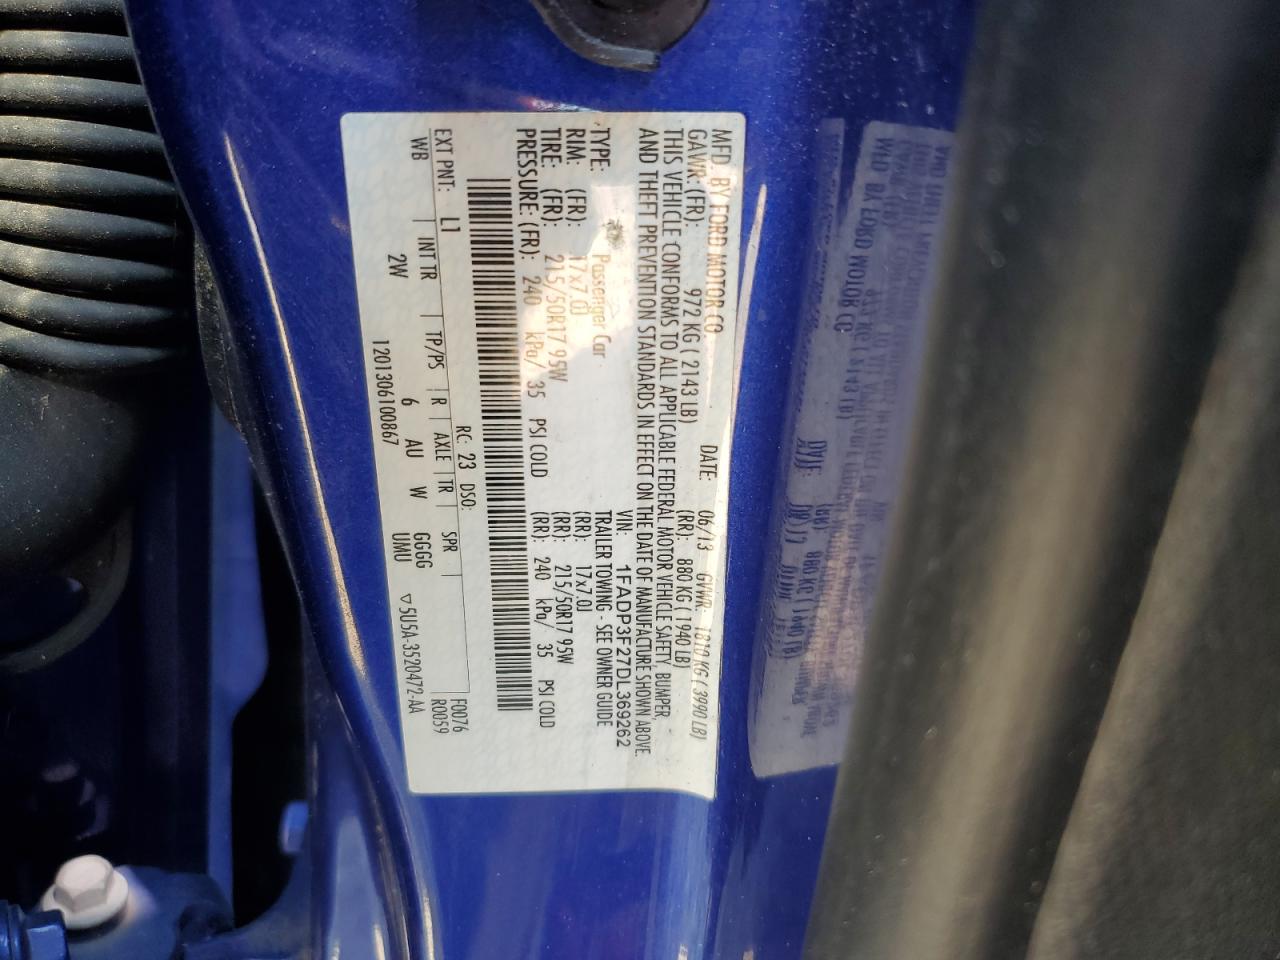 MFD. BY FORD MOTOR CO.
DATE: 06/13 GVWR: 1810 KG ( 3990 LB)
GAWR: (FR): 972 KG ( 2143 LB) (RR): 880 KG ( 1940 LB)
THIS VEHICLE CONFORMS TO ALL APPLICABLE FEDERAL MOTOR VEHICLE SAFETY, BUMPER,
AND THEFT PREVENTION STANDARDS IN EFFECT ON THE DATE OF MANUFACTURE SHOWN ABOVE.
VIN: 1FADP3F27DL369262
TYPE: Passenger Car TRAILER TOWING - SEE OWNER GUIDE
RIM: (FR): 17x7.0J (RR): 17x7.0J
TIRE: (FR): 215/50R17 95W (RR): 215/50R17 95W
PRESSURE: (FR): 240 kPa/ 35 PSI COLD (RR): 240 kPa/ 35 PSI COLD
RC: 23 DSO: F0076
EXT PNT: L1 R0059
WB INT TR TP/PS R AXLE TR SPR
2W 6 AU W GGGG
UMU
1201306100867 ▽5U5A-3520472-AA